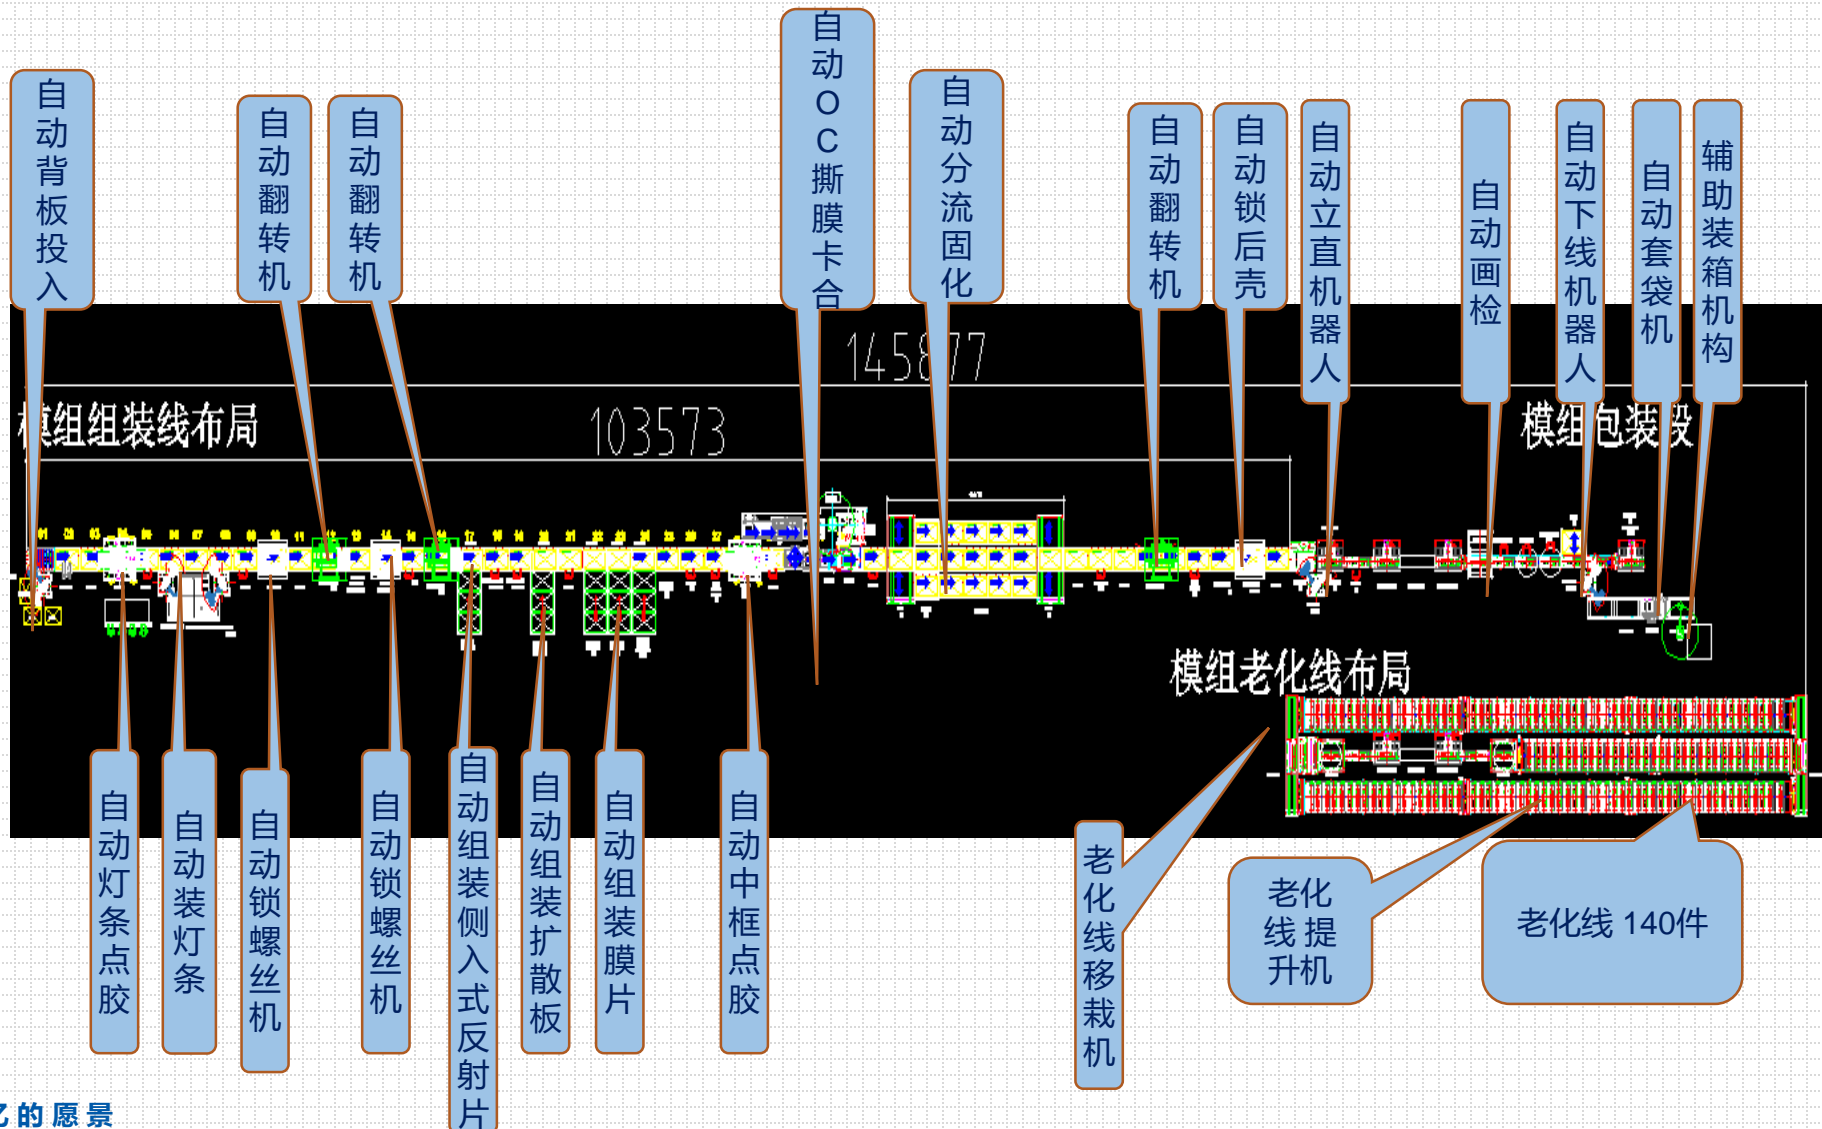 自动背板投入
自动翻转机
自动翻转机
自动OC撕膜卡合
自动分流固化
自动翻转机
自动锁后壳
自动立直机器人
自动画检
自动下线机器人
自动套袋机
辅助装箱机构
145877
模组组装线布局
103573
模组包装段
模组老化线布局
自动灯条点胶
自动装灯条
自动锁螺丝机
自动锁螺丝机
自动组装侧入式反射片
自动组装扩散板
自动组装膜片
自动中框点胶
老化线移栽机
老化
线 提
升机
老化线 140件
的愿景